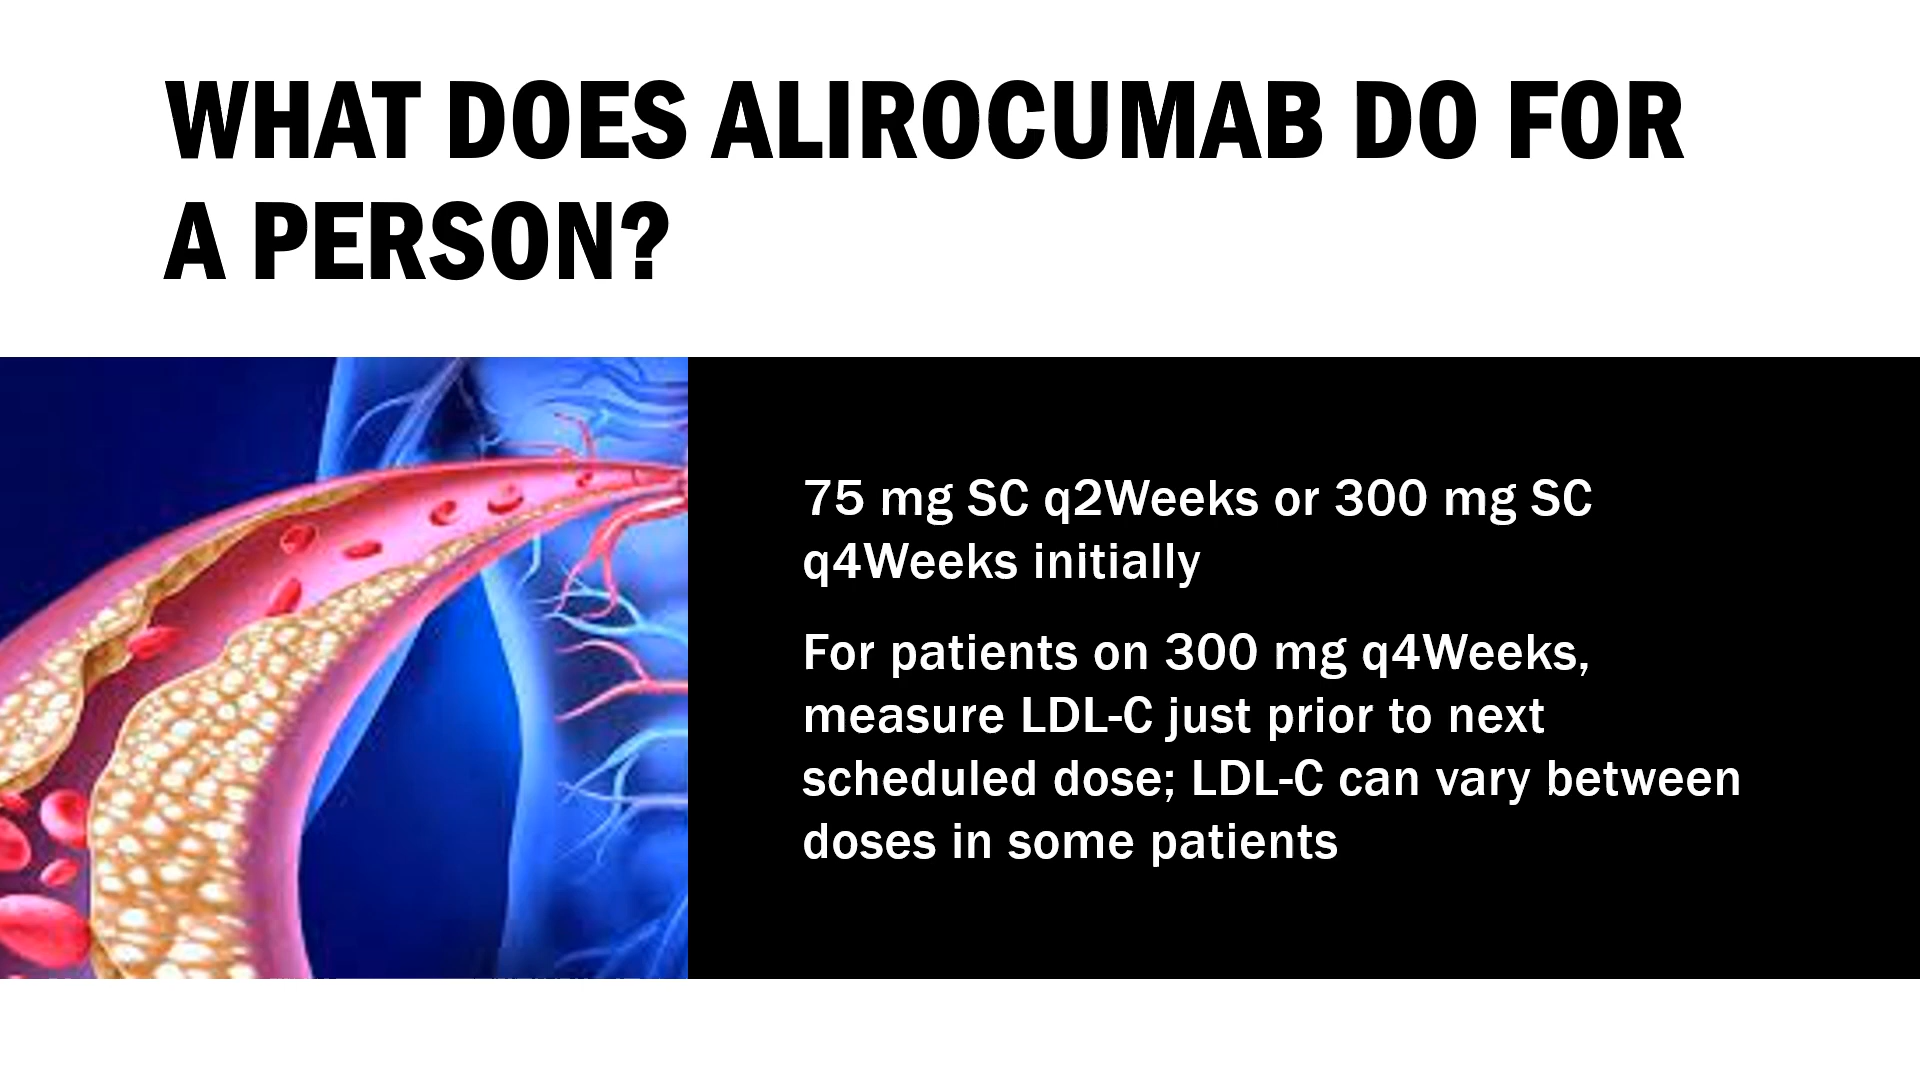 WHAT DOES ALIROCUMAB DO FOR
A PERSON?
75 mg SC q2Weeks or 300 mg SC
q4Weeks initially
For patients on 300 mg q4Weeks,
measure LDL-C just prior to next
scheduled dose; LDL-C can vary between
doses in some patients